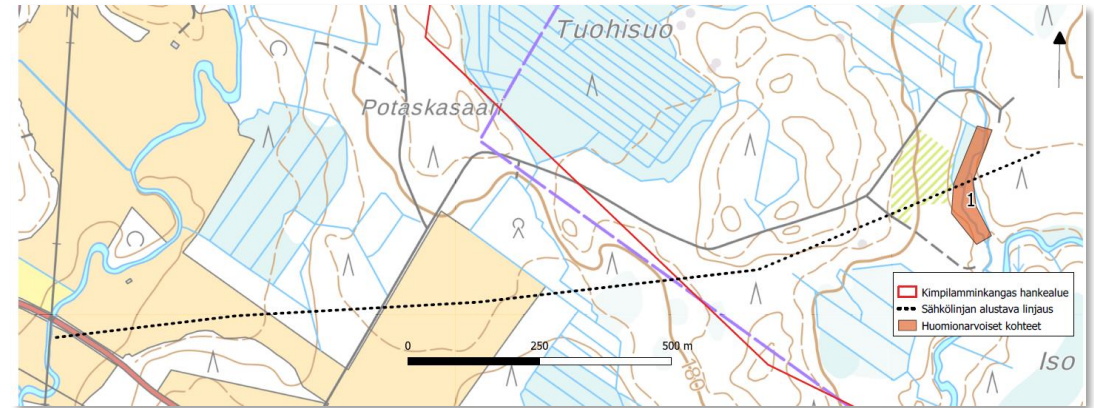 Tuohisuo
Potaskasaari
1
Kimpilamminkangas hankealue
Sähkölinjan alustava linjaus
Huomionarvoiset kohteet
0
250
500 m
180
Iso